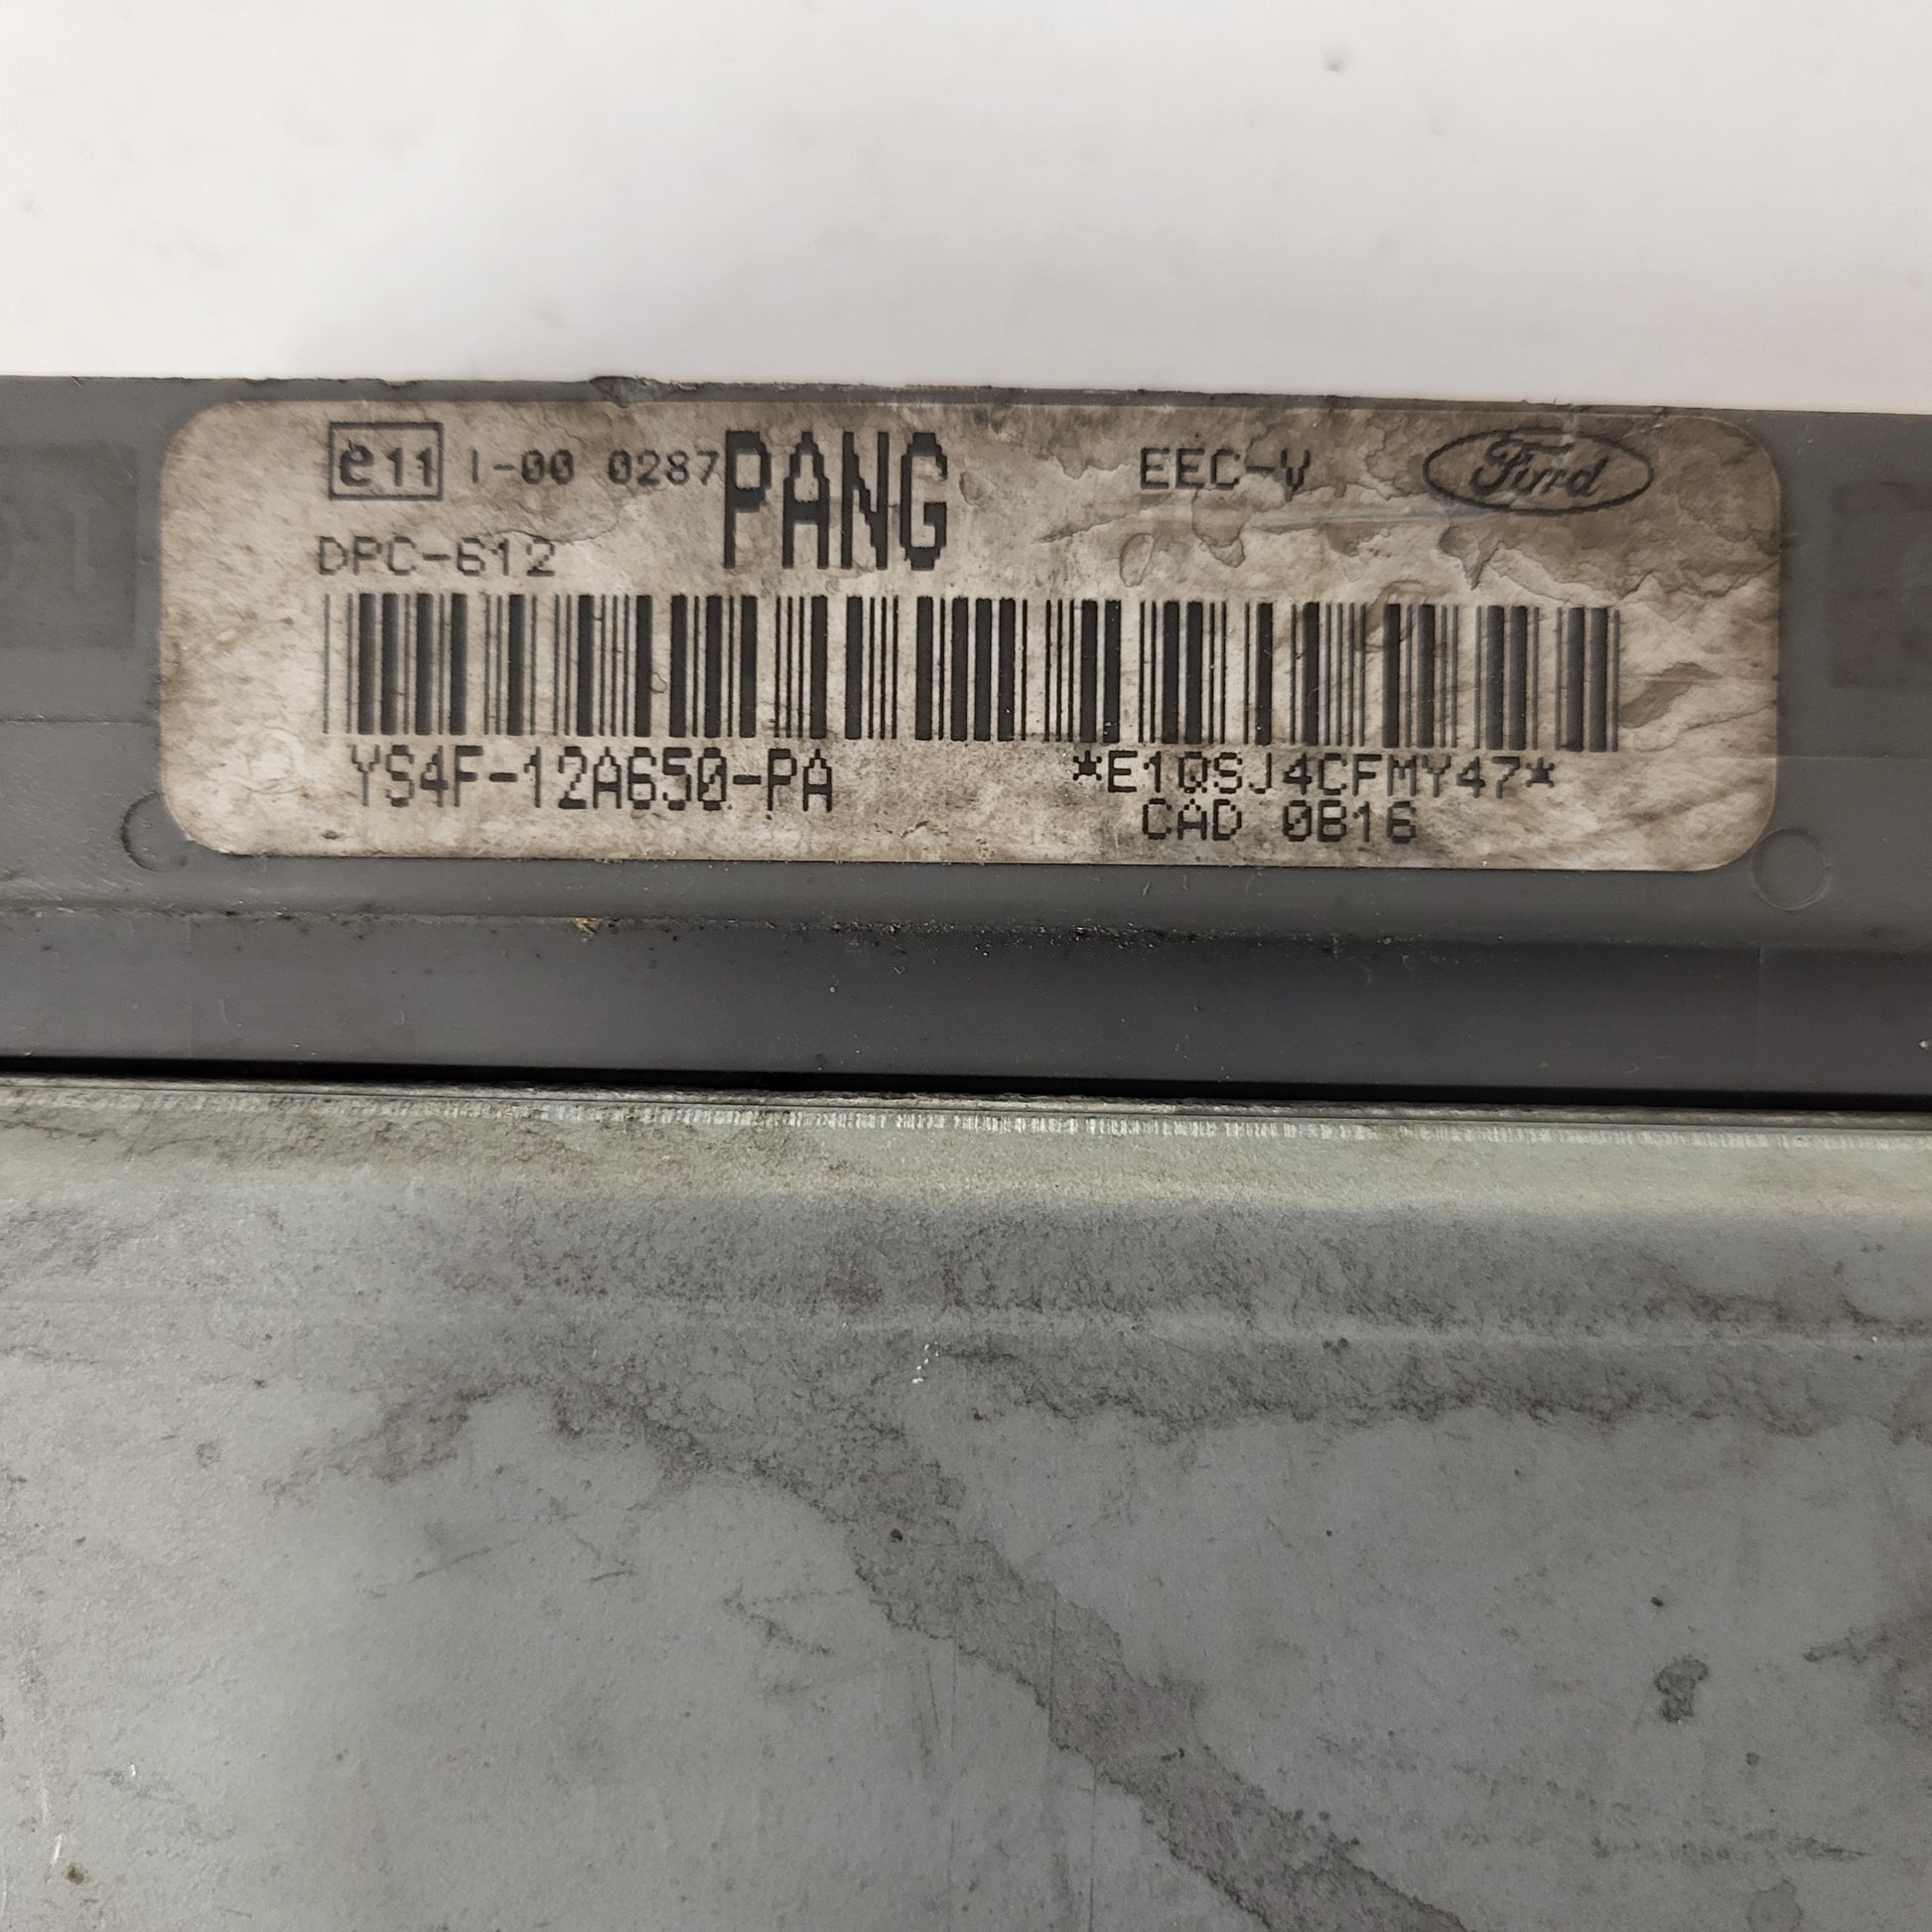 e11 I-00 0287 PANG EEC-V Ford
DPC-612
YS4F-12A650-PA *E1QSJ4CFMY47*
CAD 0B16